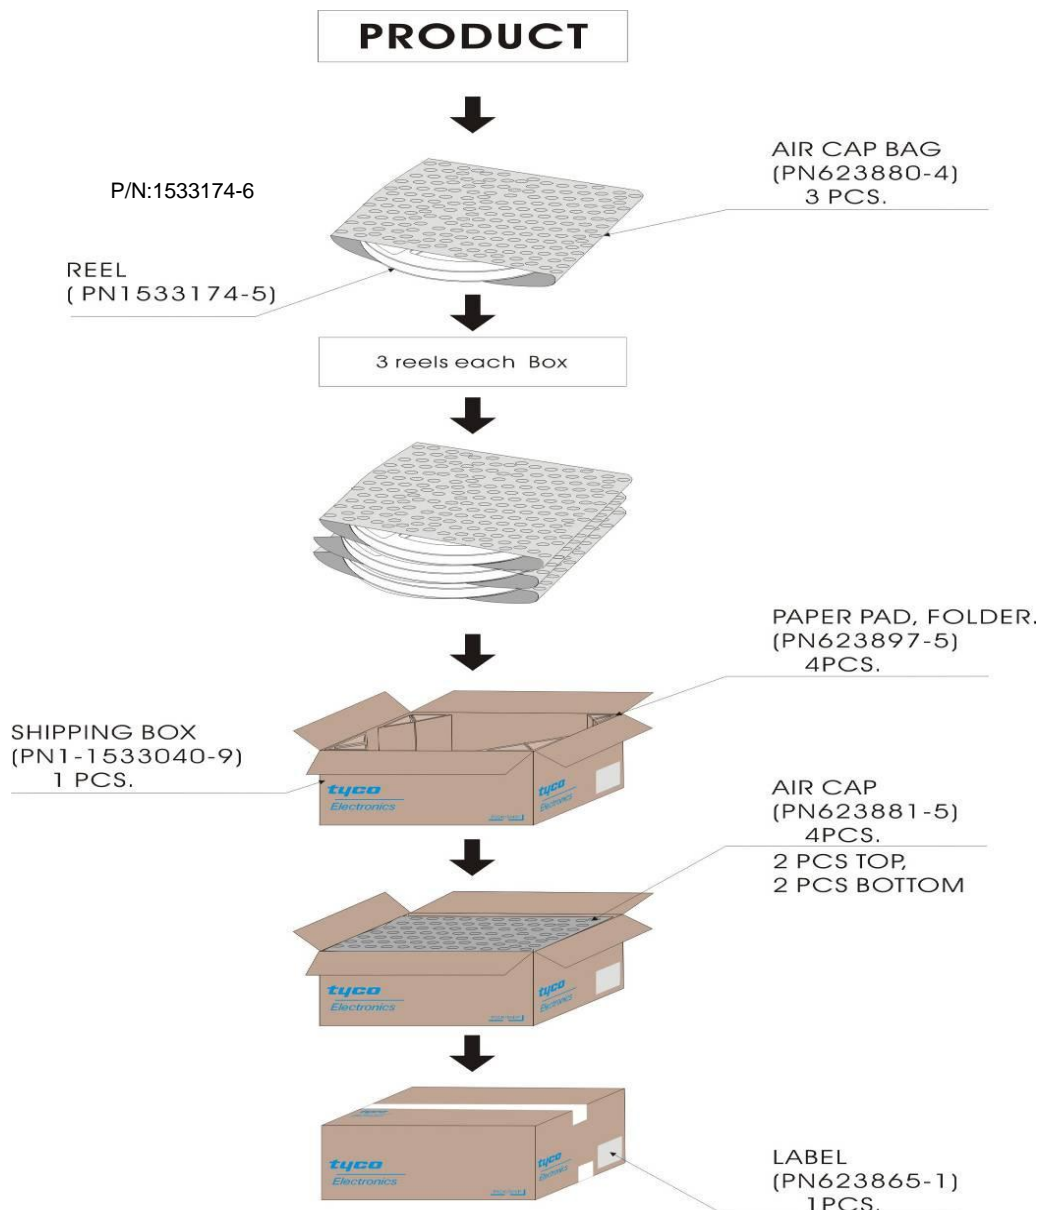 PRODUCT
AIR CAP BAG
(PN623880-4)
3 PCS.
P/N:1533174-6
REEL
( PN1533174-5)
3 reels each Box
PAPER PAD, FOLDER.
(PN623897-5)
4PCS.
SHIPPING BOX
(PN1-1533040-9)
1 PCS.
tyco
Electronics
tyco
Electronics
AIR CAP
(PN623881-5)
4PCS.
2 PCS TOP,
2 PCS BOTTOM
tyco
Electronics
tyco
Electronics
tyco
tyco
Electronics
tyco
Electronics
LABEL
(PN623865-1)
1PCS.